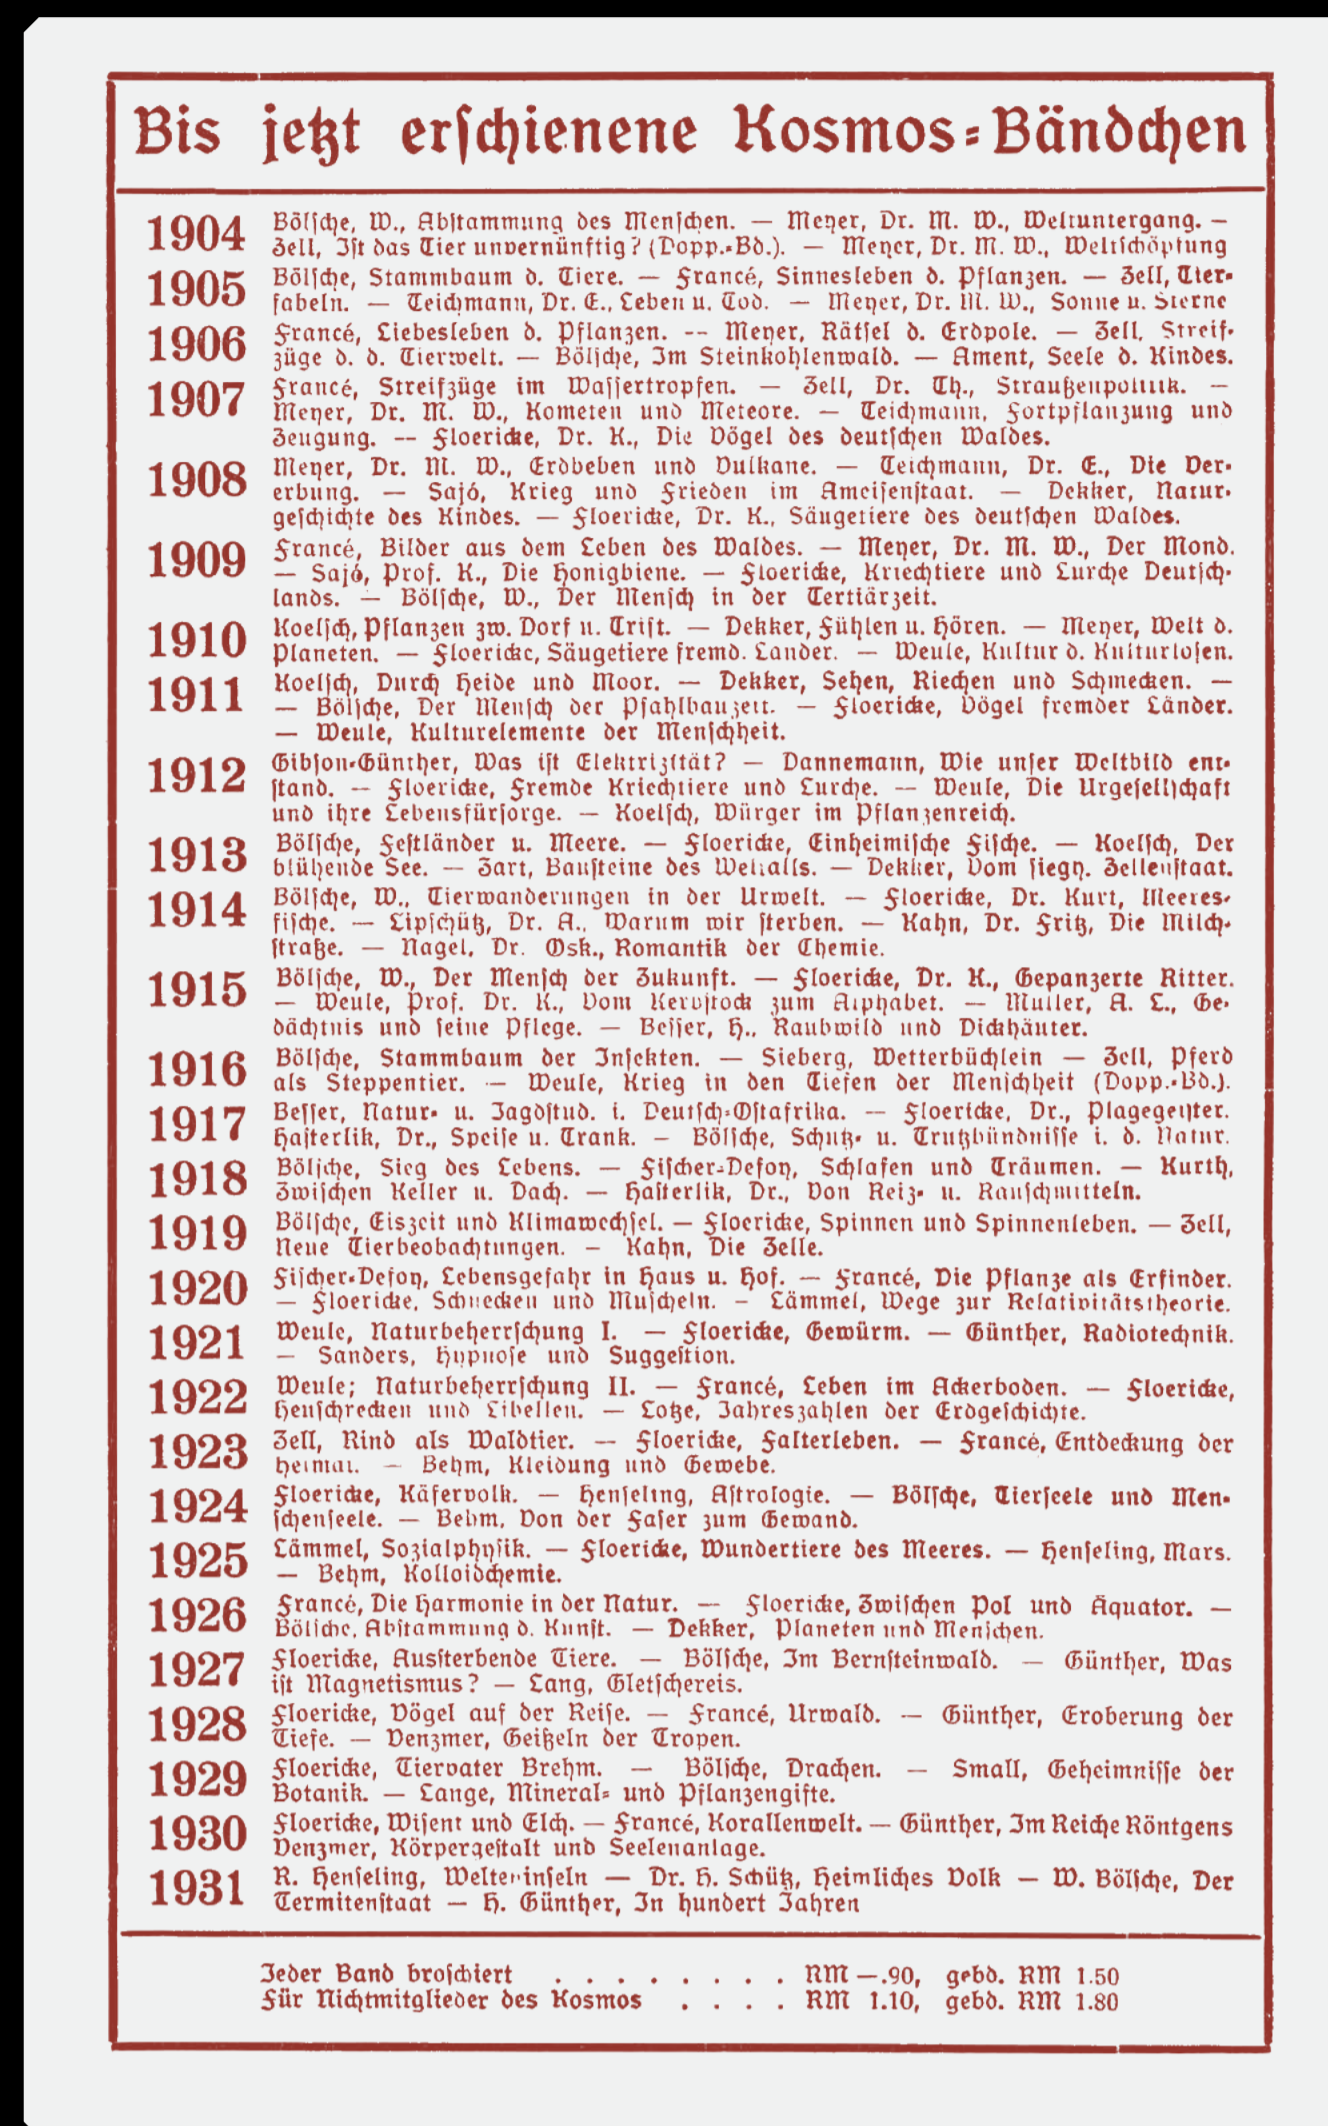 Bis jetzt erschienene Kosmos-Bändchen
1904 Bölsche, W., Abstammung des Menschen. — Meyer, Dr. M. W., Weltuntergang. —
Zell, Ist das Tier unvernünftig? (Dopp.-Bd.). — Meyer, Dr. M. W., Weltschöpfung
1905 Bölsche, Stammbaum d. Tiere. — Francé, Sinnesleben d. Pflanzen. — Zell, Tier-
fabeln. — Teichmann, Dr. E., Leben u. Tod. — Meyer, Dr. M. W., Sonne u. Sterne
1906 Francé, Liebesleben d. Pflanzen. -- Meyer, Rätsel d. Erdpole. — Zell, Streif-
züge d. d. Tierwelt. — Bölsche, Im Steinkohlenwald. — Ament, Seele d. Kindes.
1907 Francé, Streifzüge im Wassertropfen. — Zell, Dr. Th., Straußenpolitik. —
Meyer, Dr. M. W., Kometen und Meteore. — Teichmann, Fortpflanzung und
Zeugung. -- Floericke, Dr. K., Die Vögel des deutschen Waldes.
1908 Meyer, Dr. M. W., Erdbeben und Vulkane. — Teichmann, Dr. E., Die Ver-
erbung. — Sajó, Krieg und Frieden im Ameisenstaat. — Dekker, Natur-
geschichte des Kindes. — Floericke, Dr. K., Säugetiere des deutschen Waldes.
1909 Francé, Bilder aus dem Leben des Waldes. — Meyer, Dr. M. W., Der Mond.
— Sajó, Prof. K., Die Honigbiene. — Floericke, Kriechtiere und Lurche Deutsch-
lands. — Bölsche, W., Der Mensch in der Tertiärzeit.
1910 Koelsch, Pflanzen zw. Dorf u. Trift. — Dekker, Fühlen u. Hören. — Meyer, Welt d.
Planeten. — Floericke, Säugetiere fremd. Länder. — Weule, Kultur d. Kulturlosen.
1911 Koelsch, Durch Heide und Moor. — Dekker, Sehen, Riechen und Schmecken. —
— Bölsche, Der Mensch der Pfahlbauzeit. — Floericke, Vögel fremder Länder.
— Weule, Kulturelemente der Menschheit.
1912 Gibson-Günther, Was ist Elektrizität? — Dannemann, Wie unser Weltbild ent-
stand. -- Floericke, Fremde Kriechtiere und Lurche. -- Weule, Die Urgesellschaft
und ihre Lebensfürsorge. — Koelsch, Würger im Pflanzenreich.
1913 Bölsche, Festländer u. Meere. — Floericke, Einheimische Fische. — Koelsch, Der
blühende See. — Zart, Bausteine des Weltalls. — Dekker, Vom siegh. Zellenstaat.
1914 Bölsche, W., Tierwanderungen in der Urwelt. — Floericke, Dr. Kurt, Meeres-
fische. — Lipschütz, Dr. A., Warum wir sterben. — Kahn, Dr. Fritz, Die Milch-
straße. — Nagel, Dr. Osk., Romantik der Chemie.
1915 Bölsche, W., Der Mensch der Zukunft. — Floericke, Dr. K., Gepanzerte Ritter.
— Weule, Prof. Dr. K., Vom Kerbstock zum Alphabet. — Müller, A. L., Ge-
dächtnis und seine Pflege. — Besser, H., Raubwild und Dickhäuter.
1916 Bölsche, Stammbaum der Insekten. — Sieberg, Wetterbüchlein — Zell, Pferd
als Steppentier. — Weule, Krieg in den Tiefen der Menschheit (Dopp.-Bd.).
1917 Besser, Natur- u. Jagdstud. i. Deutsch-Ostafrika. -- Floericke, Dr., Plagegeister.
Hasterlik, Dr., Speise u. Trank. — Bölsche, Schutz- u. Trutzbündnisse i. d. Natur.
1918 Bölsche, Sieg des Lebens. — Fischer-Defoy, Schlafen und Träumen. — Kurth,
Zwischen Keller u. Dach. — Hasterlik, Dr., Von Reiz- u. Rauschmitteln.
1919 Bölsche, Eiszeit und Klimawechsel. — Floericke, Spinnen und Spinnenleben. — Zell,
Neue Tierbeobachtungen. — Kahn, Die Zelle.
1920 Fischer-Defoy, Lebensgefahr in Haus u. Hof. — Francé, Die Pflanze als Erfinder.
— Floericke, Schnecken und Muscheln. — Lämmel, Wege zur Relativitätstheorie.
1921 Weule, Naturbeherrschung I. — Floericke, Gewürm. — Günther, Radiotechnik.
— Sanders, Hypnose und Suggestion.
1922 Weule; Naturbeherrschung II. — Francé, Leben im Ackerboden. — Floericke,
Heuschrecken und Libellen. — Lotze, Jahreszahlen der Erdgeschichte.
1923 Zell, Rind als Waldtier. — Floericke, Falterleben. — Francé, Entdeckung der
Heimat. — Behm, Kleidung und Gewebe.
1924 Floericke, Käfervolk. — Henseling, Astrologie. — Bölsche, Tierseele und Men-
schenseele. — Behm, Von der Faser zum Gewand.
1925 Lämmel, Sozialphysik. — Floericke, Wundertiere des Meeres. — Henseling, Mars.
— Behm, Kolloidchemie.
1926 Francé, Die Harmonie in der Natur. — Floericke, Zwischen Pol und Äquator. —
Bölsche, Abstammung d. Kunst. — Dekker, Planeten und Menschen.
1927 Floericke, Aussterbende Tiere. — Bölsche, Im Bernsteinwald. — Günther, Was
ist Magnetismus? — Lang, Gletschereis.
1928 Floericke, Vögel auf der Reise. — Francé, Urwald. — Günther, Eroberung der
Tiefe. — Venzmer, Geißeln der Tropen.
1929 Floericke, Tiervater Brehm. — Bölsche, Drachen. — Small, Geheimnisse der
Botanik. — Lange, Mineral- und Pflanzengifte.
1930 Floericke, Wisent und Elch. — Francé, Korallenwelt. — Günther, Im Reiche Röntgens
Venzmer, Körpergestalt und Seelenanlage.
1931 R. Henseling, Welteninseln — Dr. H. Schütz, Heimliches Volk — W. Bölsche, Der
Termitenstaat — H. Günther, In hundert Jahren
Jeder Band broschiert . . . . . . . . RM —.90, gebd. RM 1.50
Für Nichtmitglieder des Kosmos . . . . RM 1.10, gebd. RM 1.80